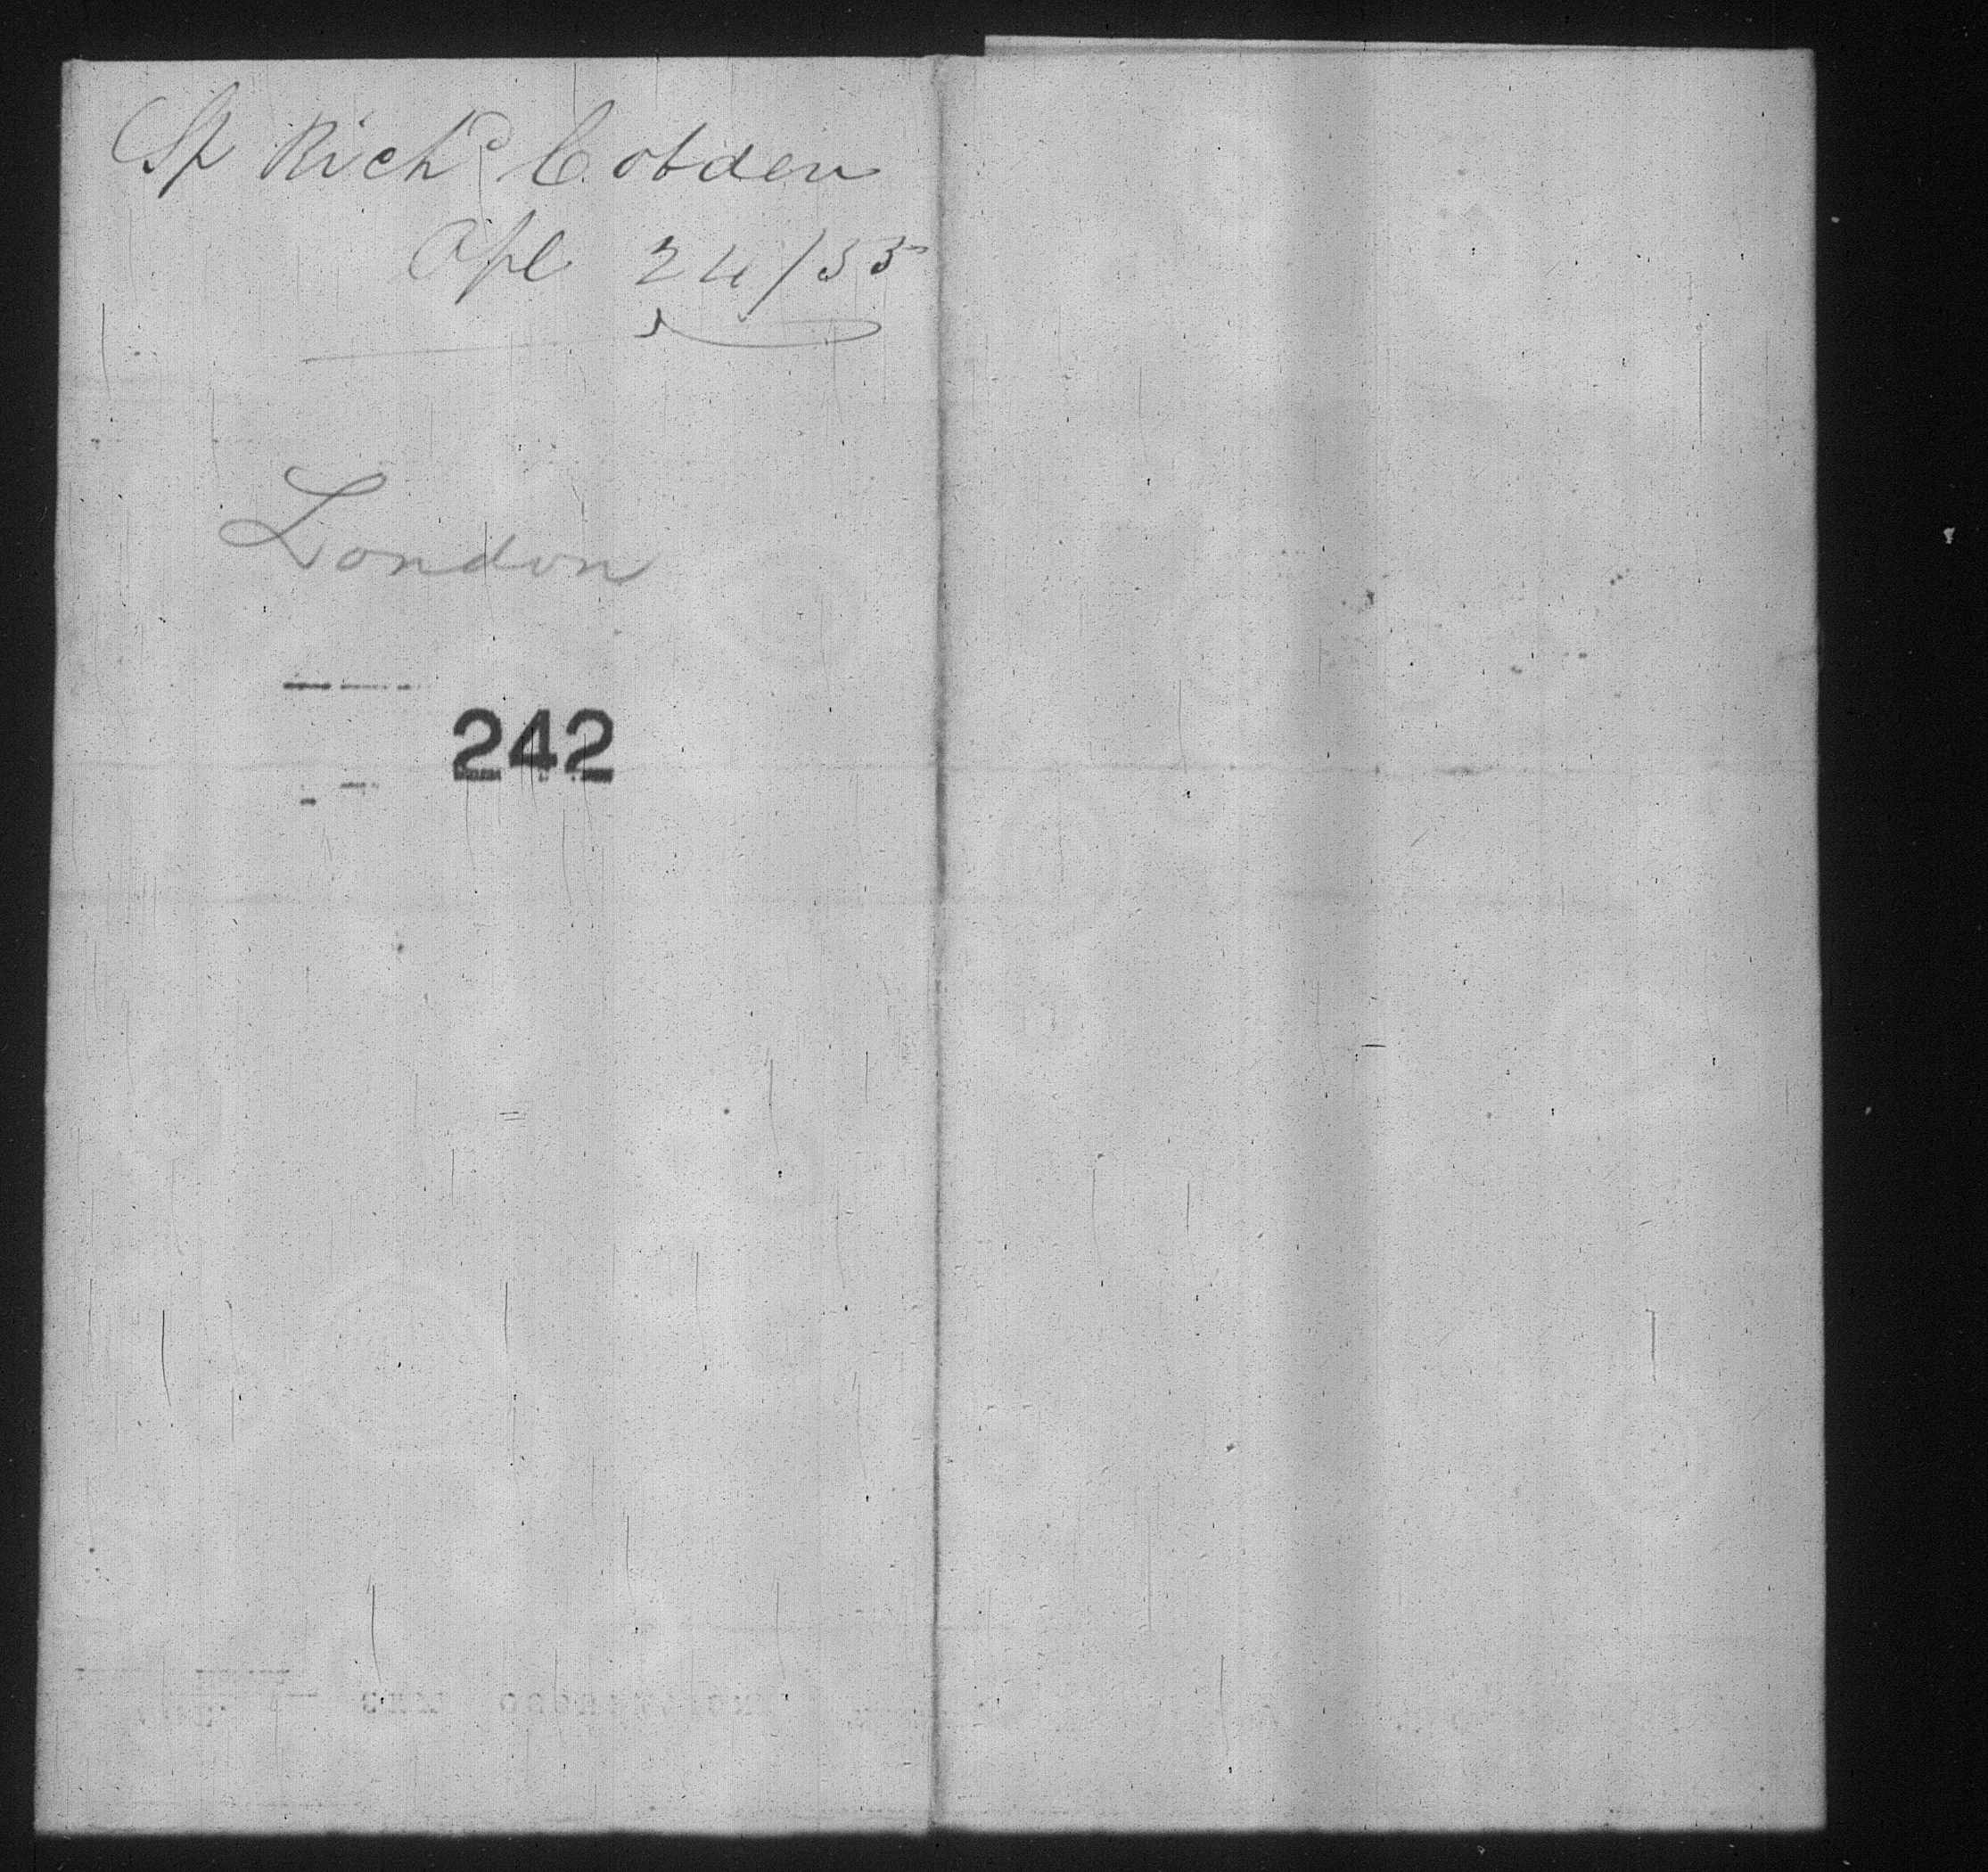 Sp Richd Cobden
Apl 24/55
London
242